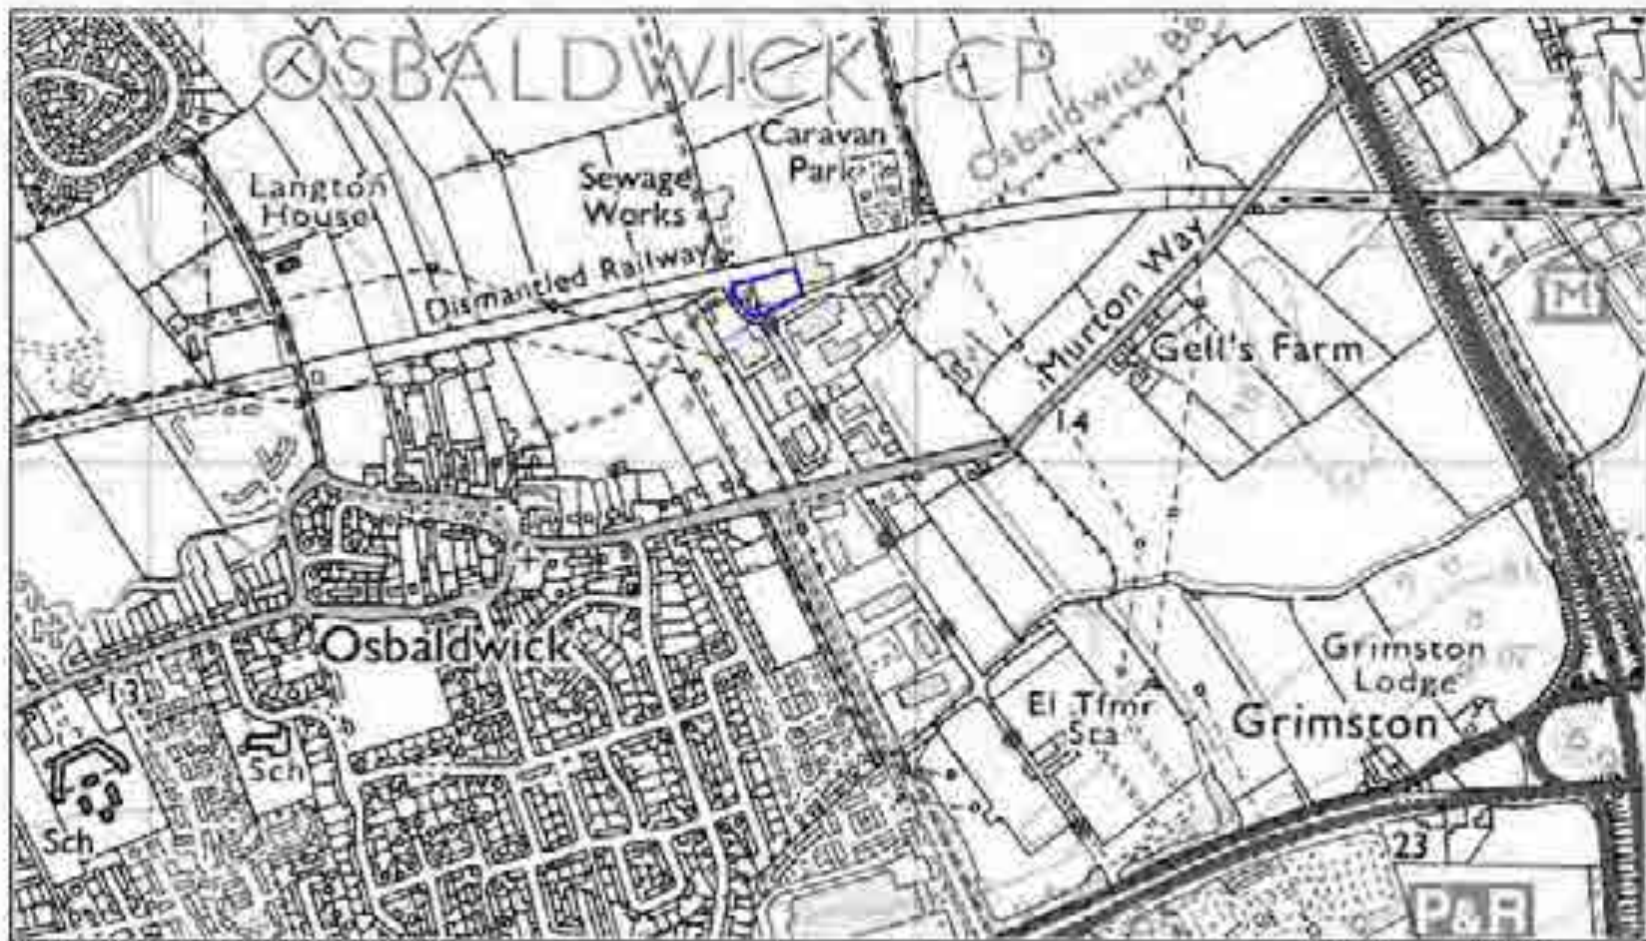 OSBALDWICK CP
Caravan
Park
Osbaldwick Be
Sewage
Works
Langton
House
Dismantled Railway
Murton Way
M
Gell's Farm
14
Osbaldwick
Grimston
Lodge
13
El Tfmr
Sta
Grimston
Sch
Sch
23
P&R